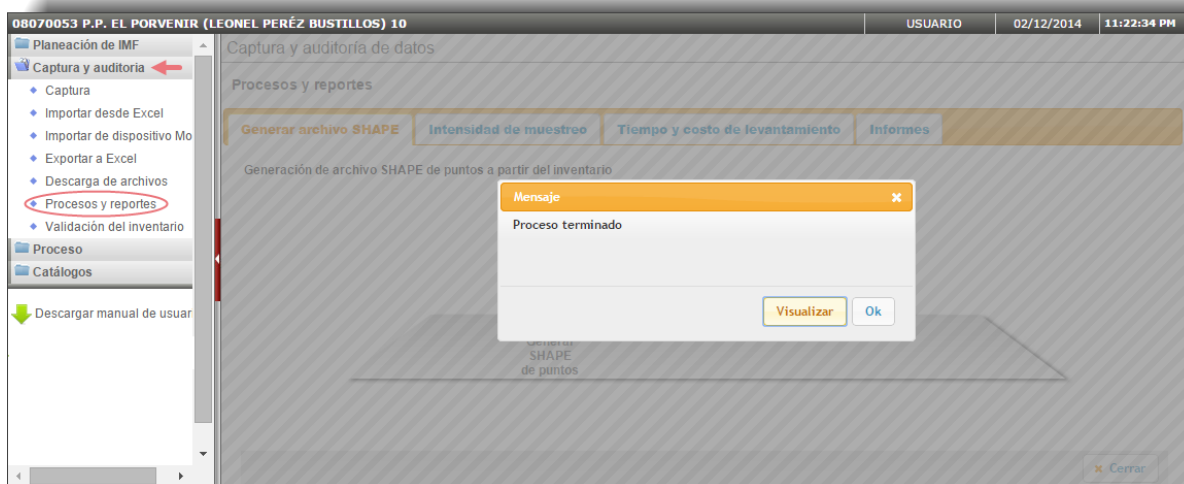 08070053 P.P. EL PORVENIR (LEONEL PERÉZ BUSTILLOS) 10
USUARIO
02/12/2014
11:22:34 PM
Planeación de IMF
Captura y auditoria
Captura
Importar desde Excel
Importar de dispositivo Mo
Exportar a Excel
Descarga de archivos
Procesos y reportes
Validación del inventario
Proceso
Catálogos
Descargar manual de usuar
Captura y auditoría de datos
Procesos y reportes
Generar archivo SHAPE
Intensidad de muestreo
Tiempo y costo de levantamiento
Informes
Generación de archivo SHAPE de puntos a partir del inventario
Mensaje
Proceso terminado
Visualizar
Ok
Generar
SHAPE
de puntos
Cerrar